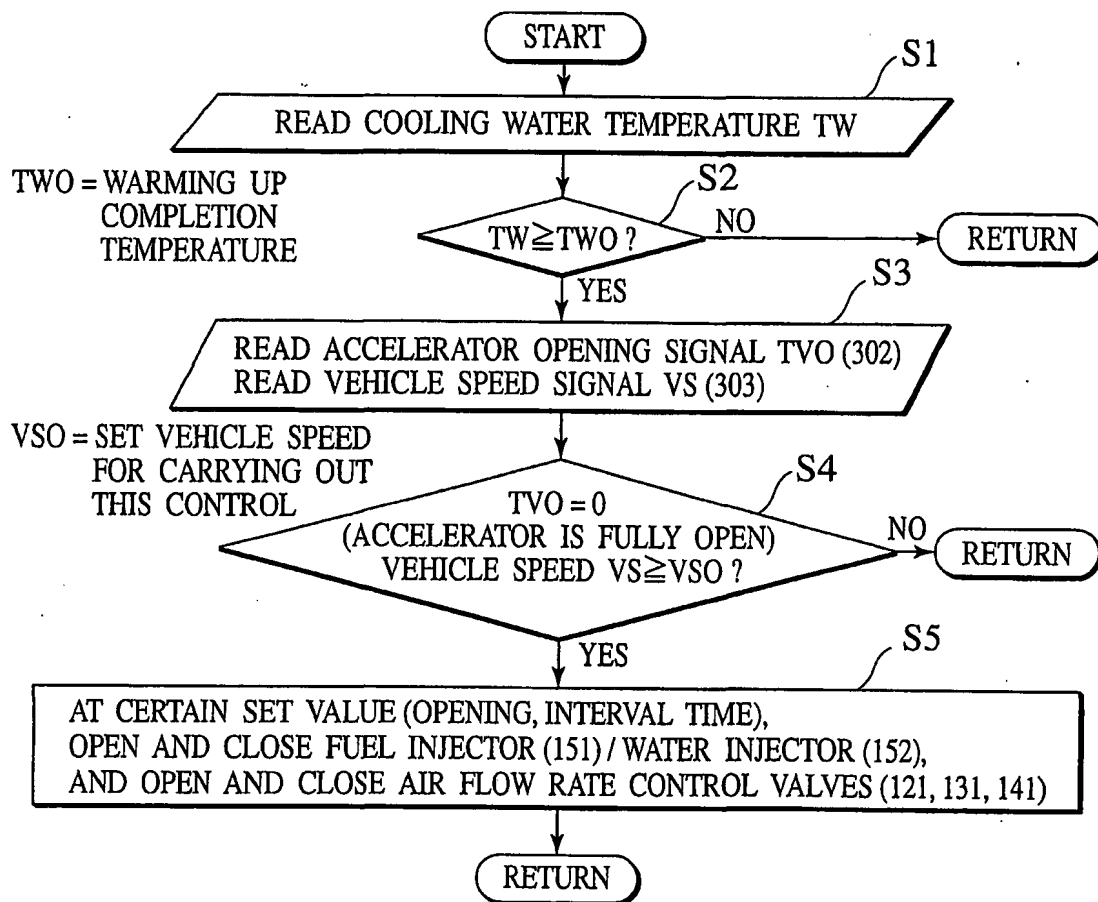 START
S1
READ COOLING WATER TEMPERATURE TW
TWO = WARMING UP
COMPLETION
TEMPERATURE
S2
TW≧TWO ?
NO
RETURN
YES
S3
READ ACCELERATOR OPENING SIGNAL TVO (302)
READ VEHICLE SPEED SIGNAL VS (303)
VSO = SET VEHICLE SPEED
FOR CARRYING OUT
THIS CONTROL
S4
TVO = 0
(ACCELERATOR IS FULLY OPEN)
VEHICLE SPEED VS≧VSO ?
NO
RETURN
YES
S5
AT CERTAIN SET VALUE (OPENING, INTERVAL TIME),
OPEN AND CLOSE FUEL INJECTOR (151) / WATER INJECTOR (152),
AND OPEN AND CLOSE AIR FLOW RATE CONTROL VALVES (121, 131, 141)
RETURN